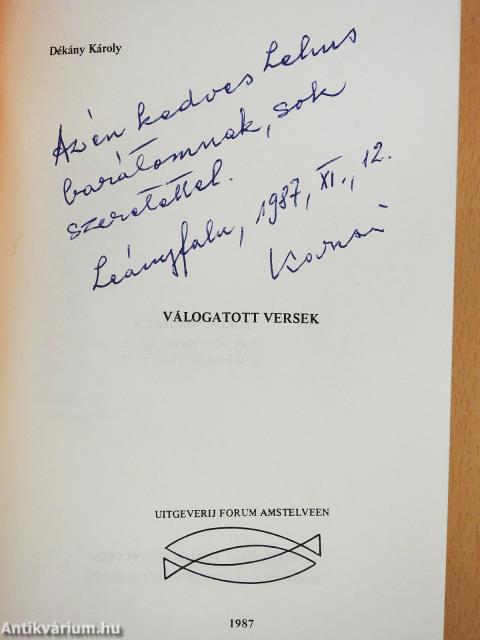 Dékány Károly
Az én kedves Lehus
barátomnak, sok
szeretettel.
Leányfalu, 1987, XI., 12.
Karcsi
VÁLOGATOTT VERSEK
UITGEVERIJ FORUM AMSTELVEEN
1987
Antikvárium.hu